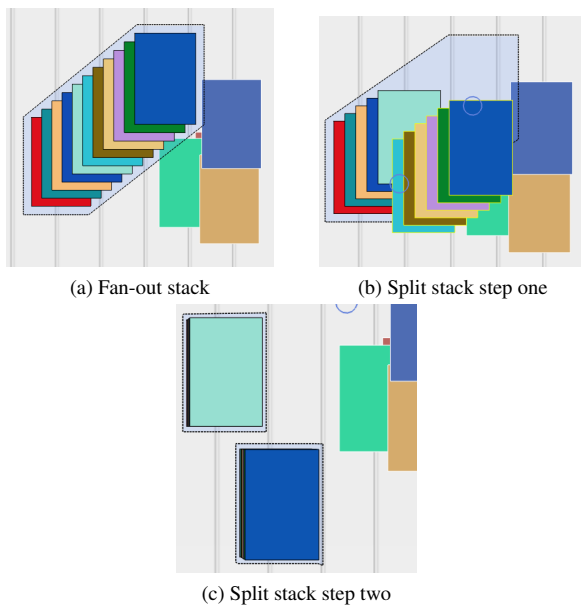 (a) Fan-out stack
(b) Split stack step one
(c) Split stack step two